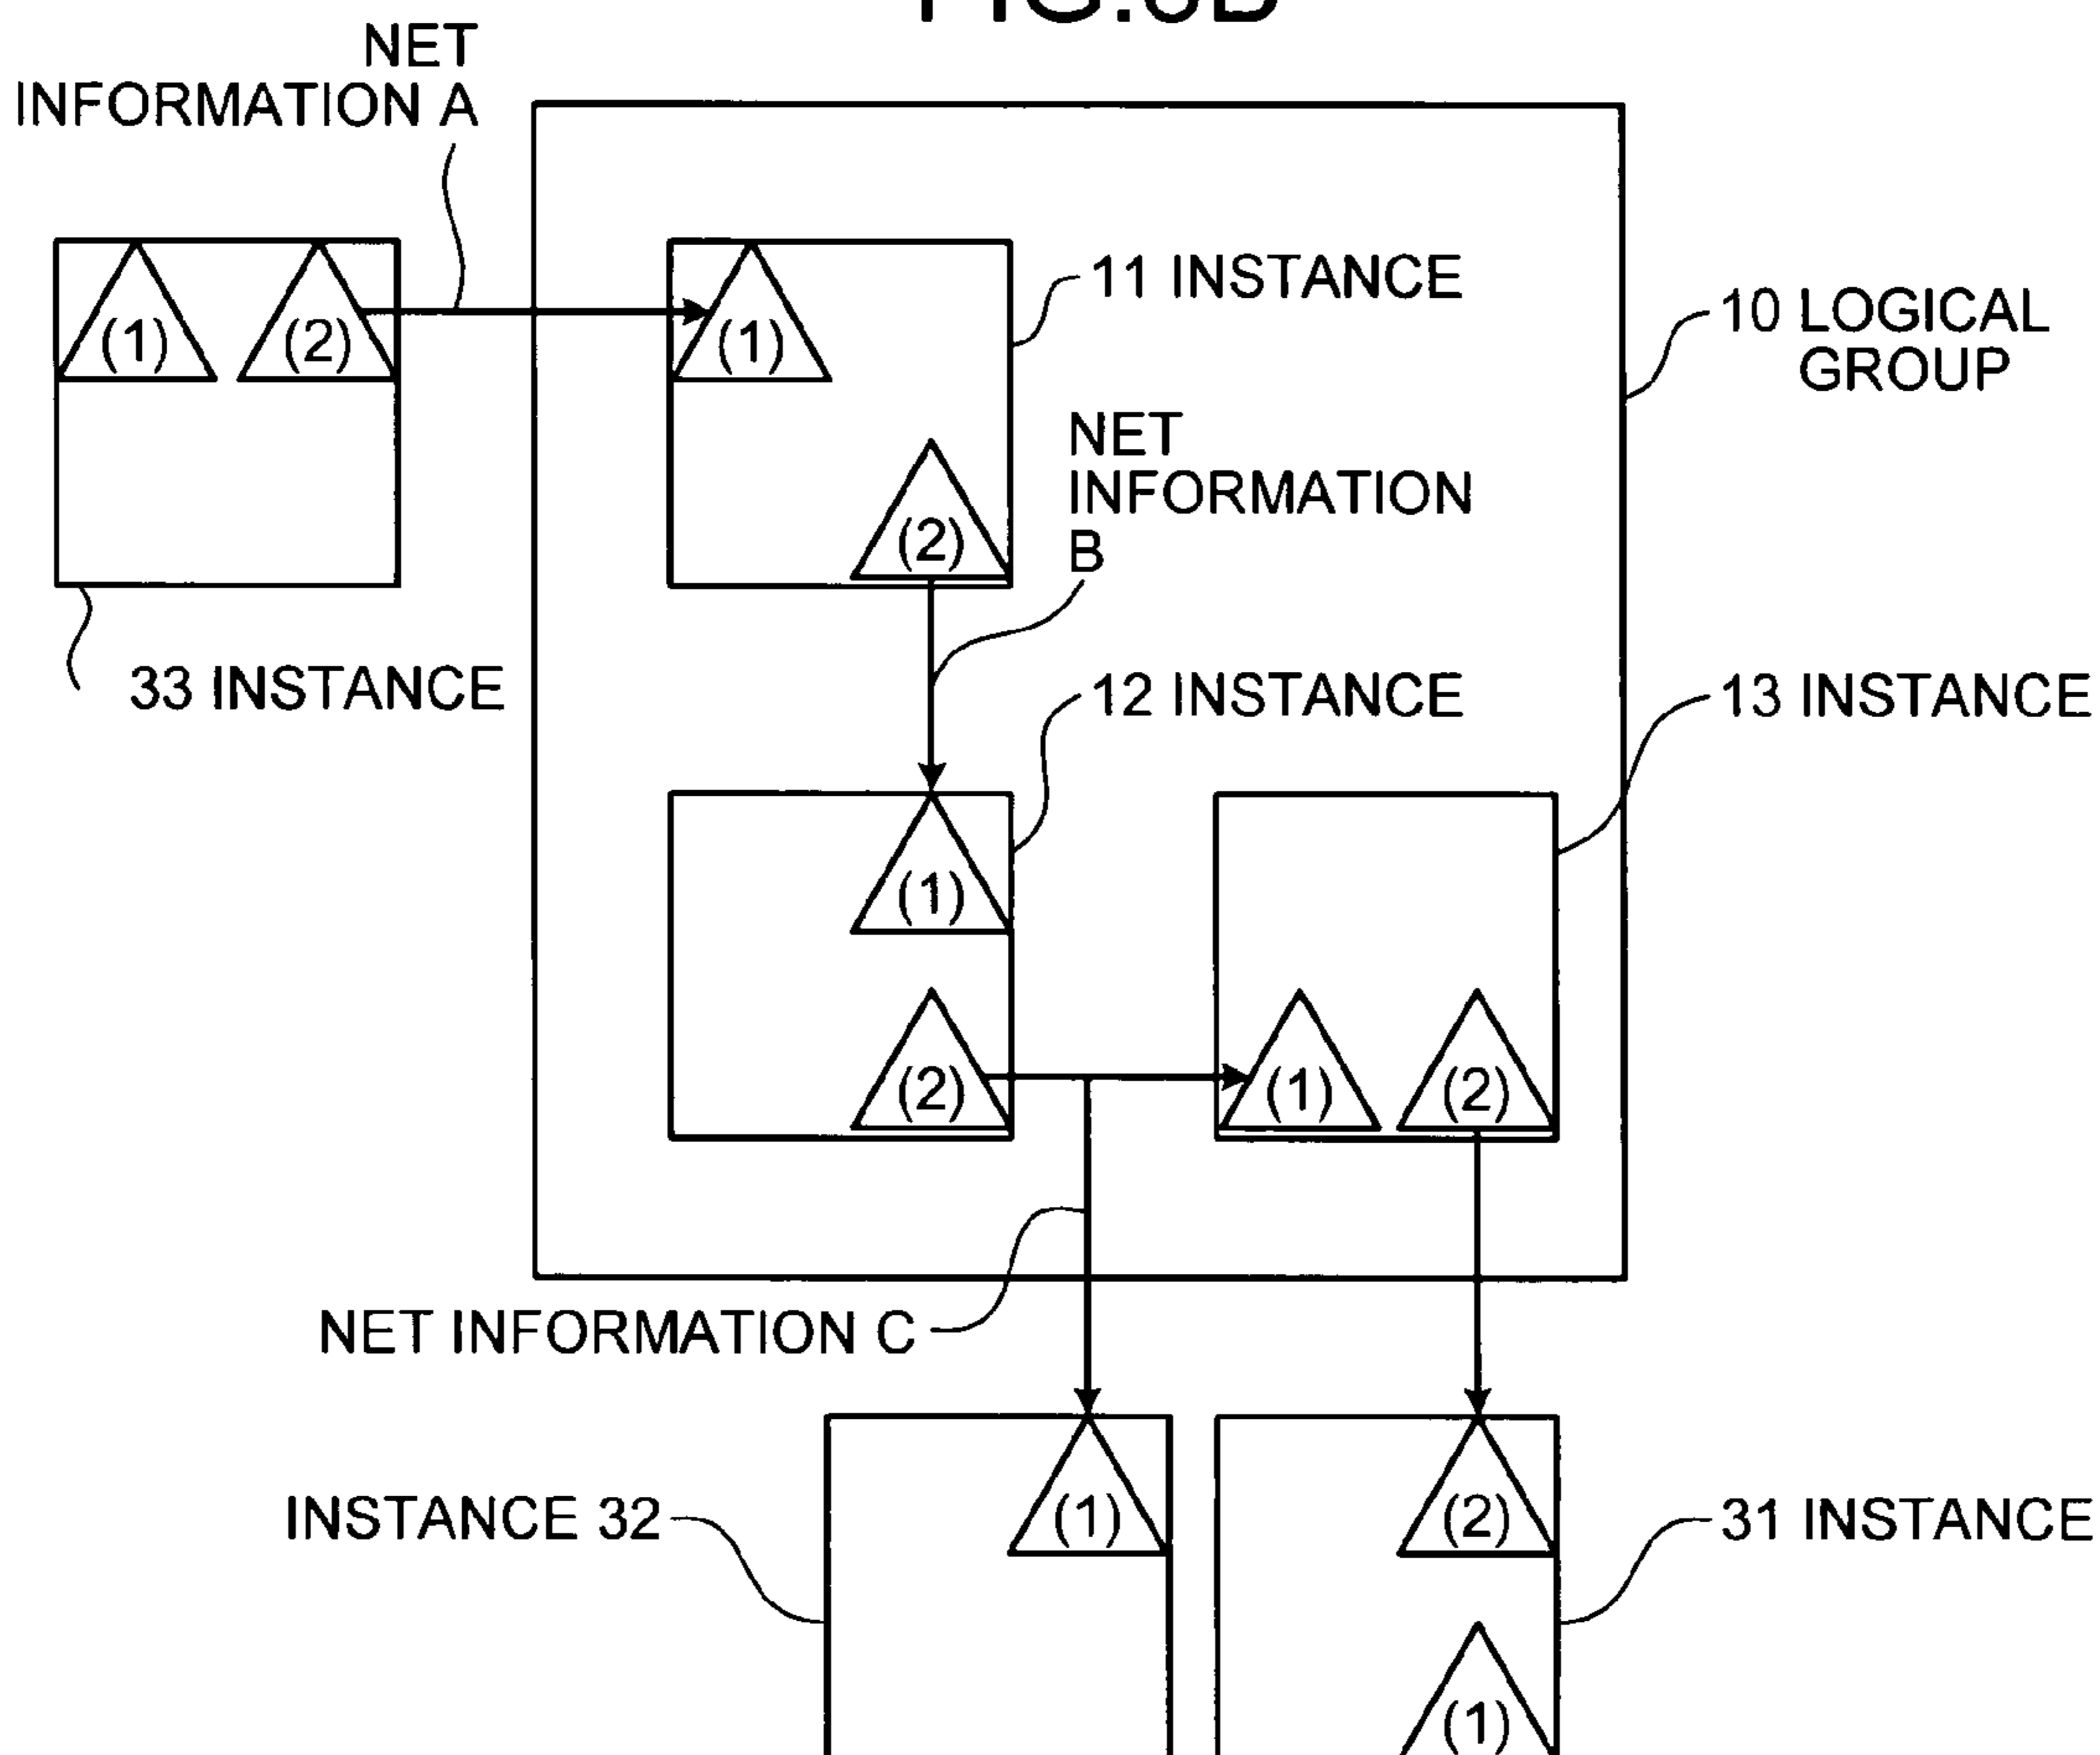 NET
INFORMATION A
11 INSTANCE
10 LOGICAL
GROUP
(1)
(2)
(1)
NET
INFORMATION
B
(2)
33 INSTANCE
12 INSTANCE
13 INSTANCE
(1)
(2)
(1)
(2)
NET INFORMATION C
INSTANCE 32
(1)
(2)
31 INSTANCE
(1)